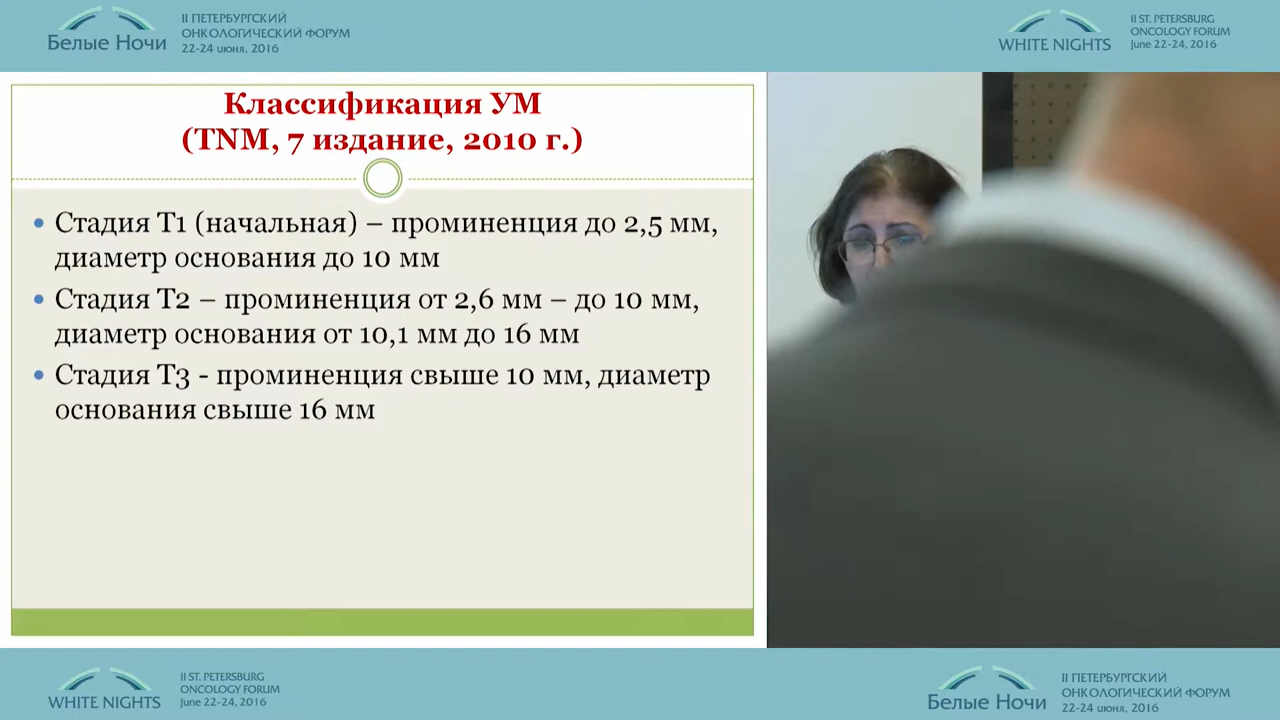 Белые Ночи
II ПЕТЕРБУРГСКИЙ
ОНКОЛОГИЧЕСКИЙ ФОРУМ
22-24 июня, 2016
WHITE NIGHTS
II ST. PETERSBURG
ONCOLOGY FORUM
June 22-24, 2016
Классификация УМ
(TNM, 7 издание, 2010 г.)
• Стадия Т1 (начальная) – проминенция до 2,5 мм,
диаметр основания до 10 мм
• Стадия Т2 – проминенция от 2,6 мм – до 10 мм,
диаметр основания от 10,1 мм до 16 мм
• Стадия Т3 - проминенция свыше 10 мм, диаметр
основания свыше 16 мм
WHITE NIGHTS
II ST. PETERSBURG
ONCOLOGY FORUM
June 22-24, 2016
Белые Ночи
II ПЕТЕРБУРГСКИЙ
ОНКОЛОГИЧЕСКИЙ ФОРУМ
22-24 июня, 2016